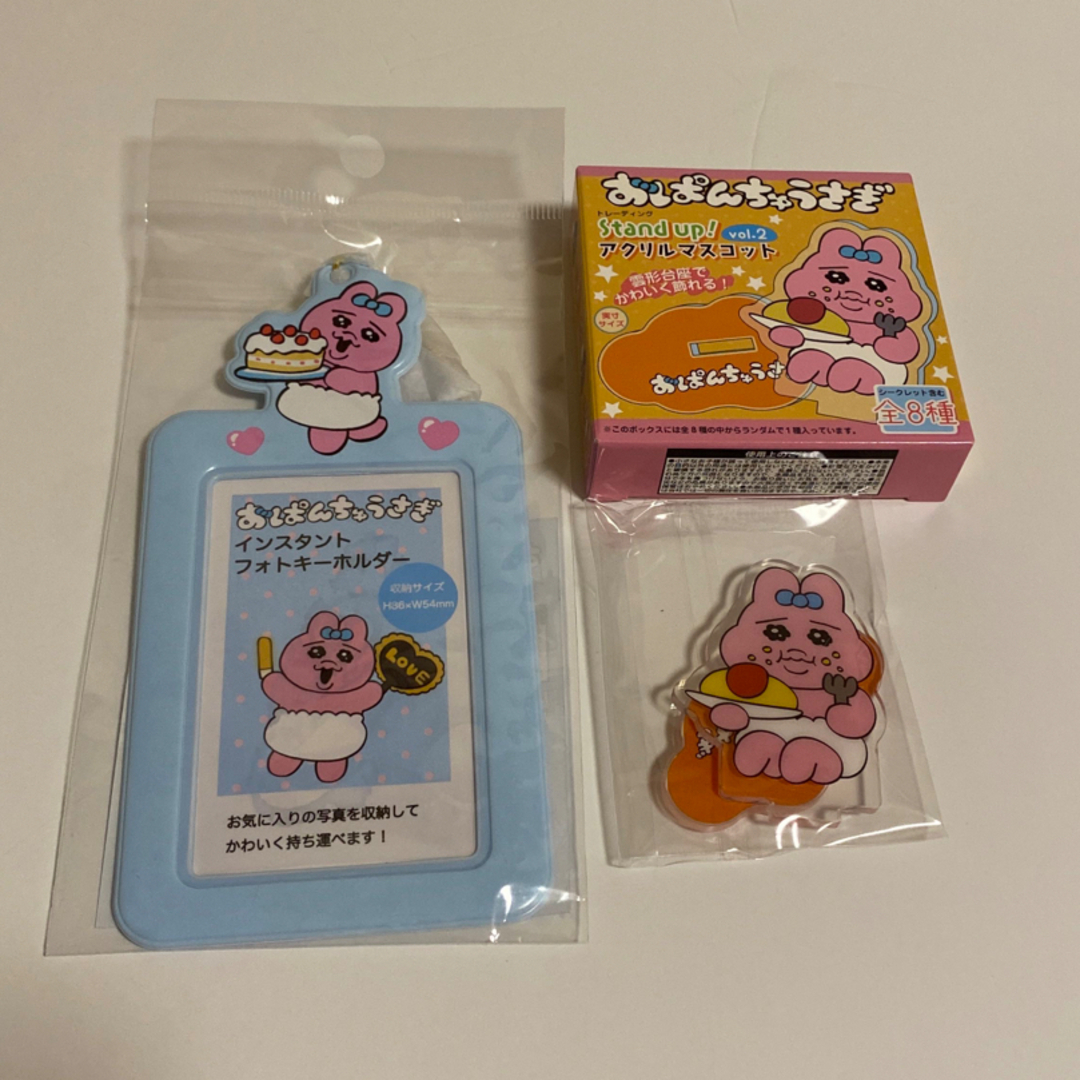 おぱんちゅうさぎ
インスタント
フォトキーホルダー
収納サイズ
H86×W54mm
LOVE
お気に入りの写真を収納して
かわいく持ち運べます！
おぱんちゅうさぎ
トレーディング
Stand up! vol.2
アクリルマスコット
雲形台座で
かわいく飾れる！
実寸
サイズ
おぱんちゅうさ
シークレット含む
全8種
※このボックスには全8種の中からランダムで1種入っています。